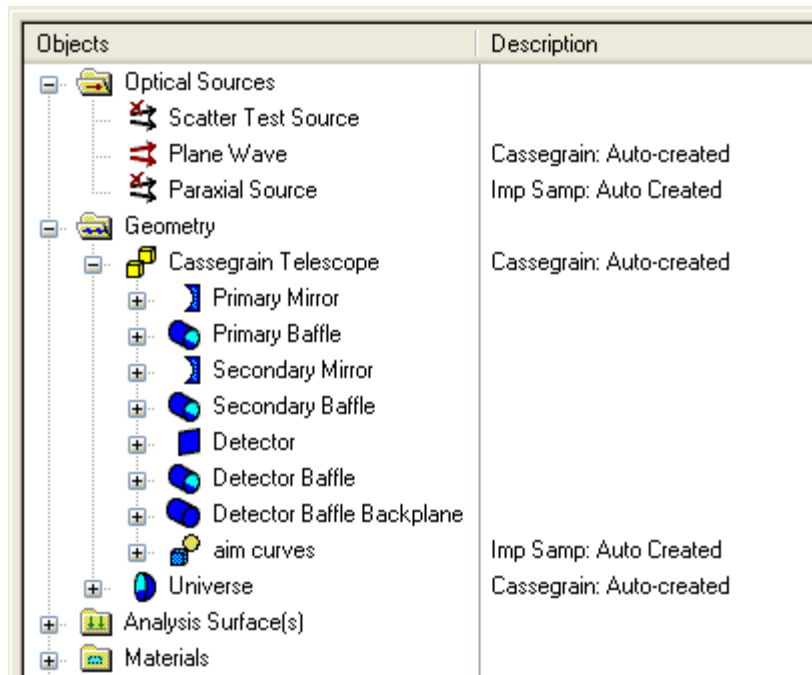 Objects Description
Optical Sources
Scatter Test Source
Plane Wave Cassegrain: Auto-created
Paraxial Source Imp Samp: Auto Created
Geometry
Cassegrain Telescope Cassegrain: Auto-created
Primary Mirror
Primary Baffle
Secondary Mirror
Secondary Baffle
Detector
Detector Baffle
Detector Baffle Backplane
aim curves Imp Samp: Auto Created
Universe Cassegrain: Auto-created
Analysis Surface(s)
Materials